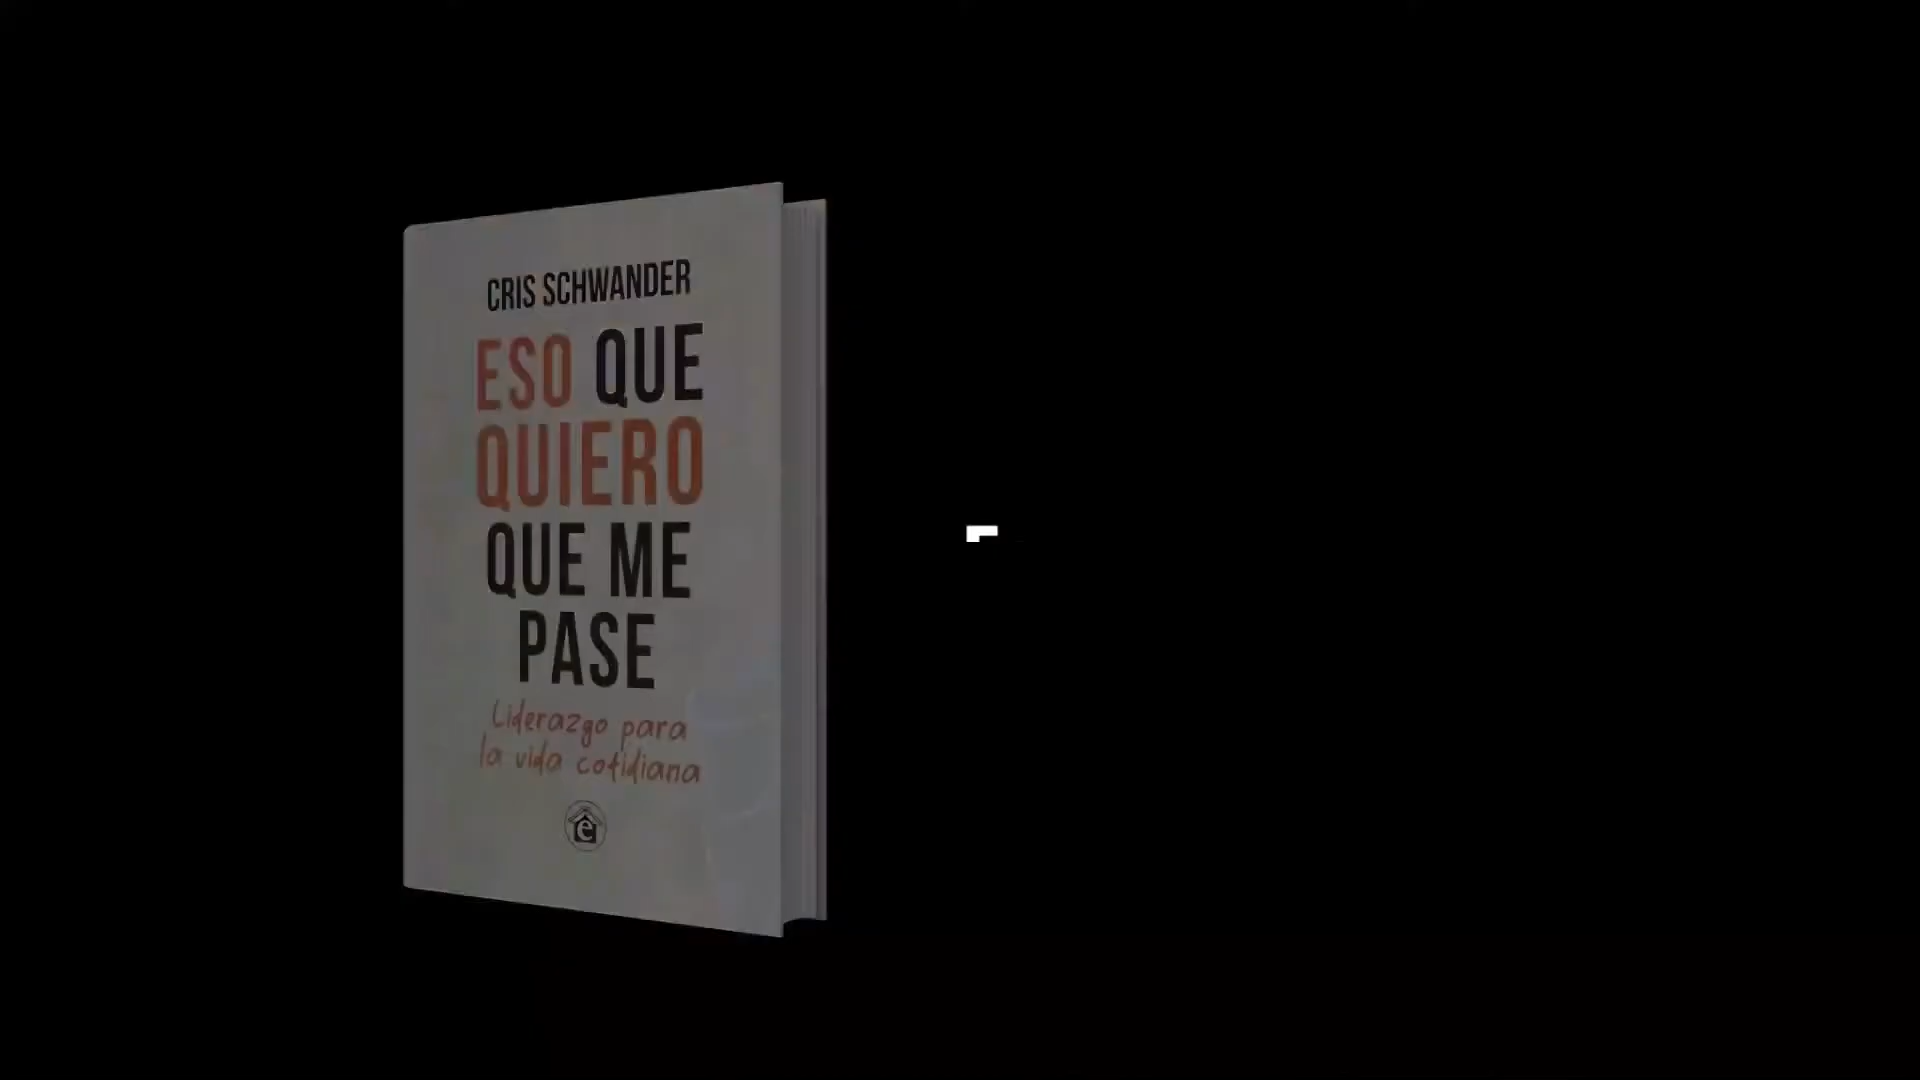 CRIS SCHWANDER
ESO QUE
QUIERO
QUE ME
PASE
Liderazgo para
la vida cotidiana
e